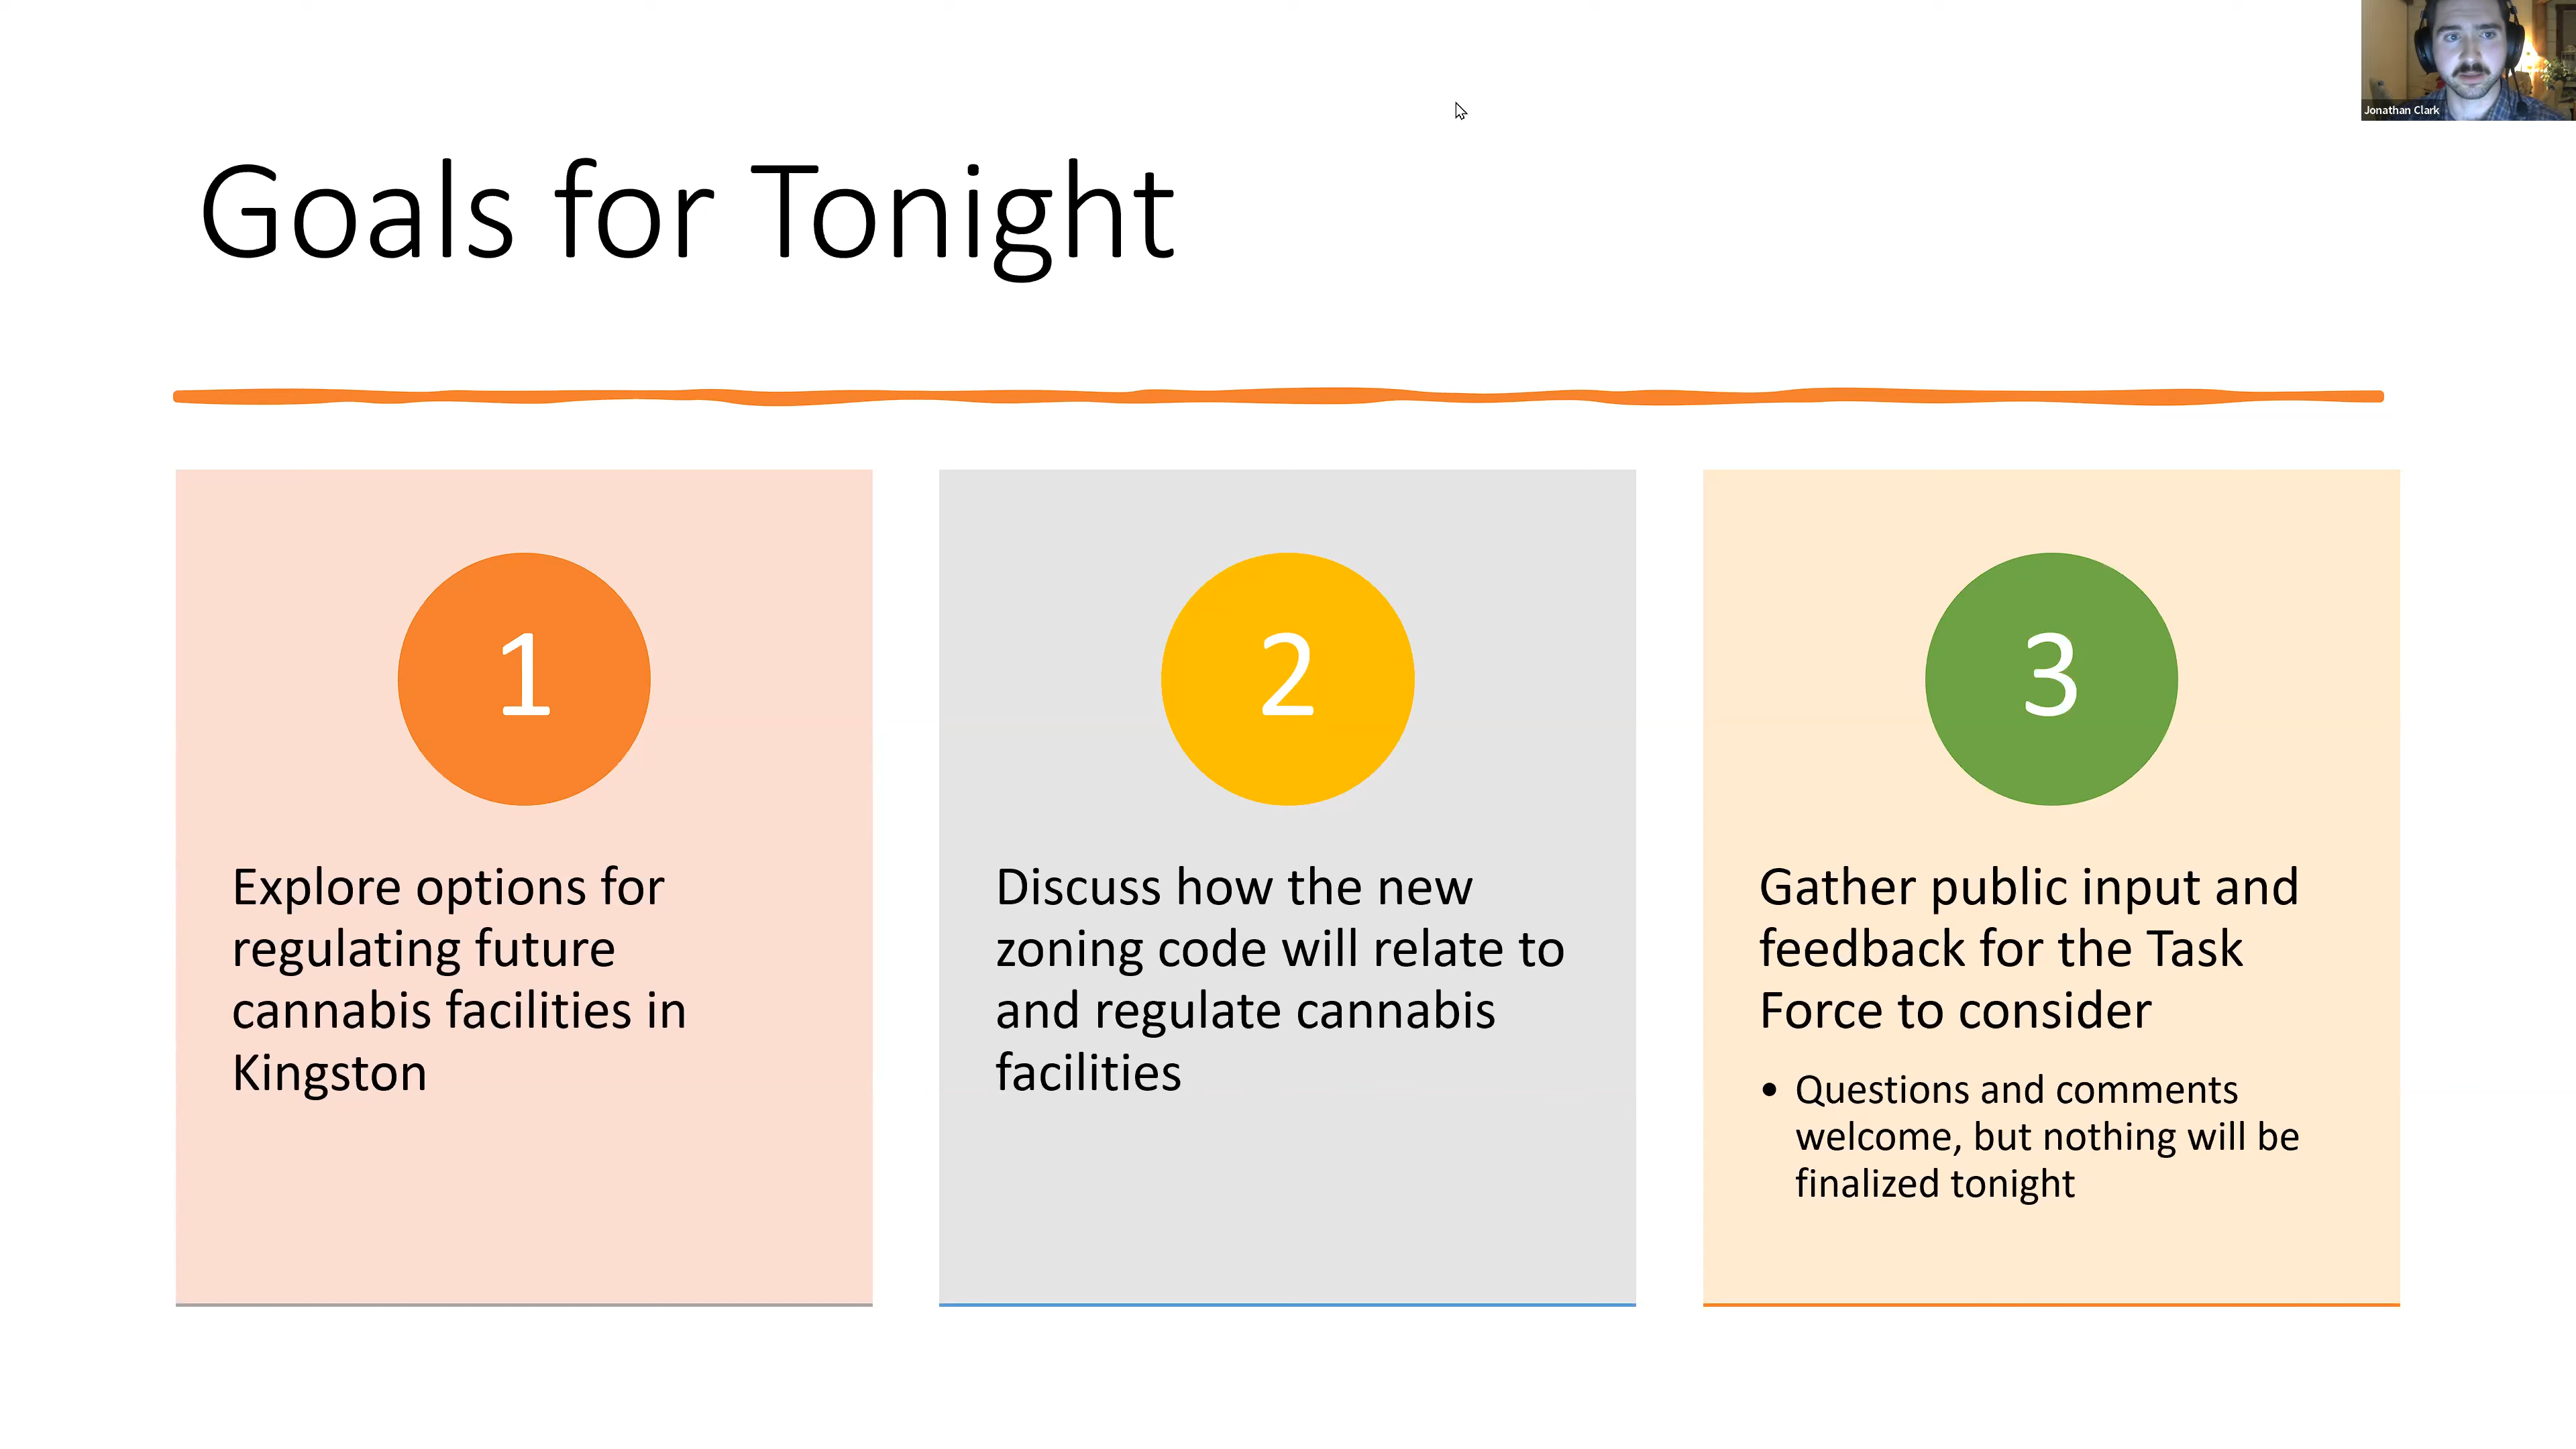 Jonathan Clark
Goals for Tonight
1
Explore options for
regulating future
cannabis facilities in
Kingston
2
Discuss how the new
zoning code will relate to
and regulate cannabis
facilities
3
Gather public input and
feedback for the Task
Force to consider
• Questions and comments
welcome, but nothing will be
finalized tonight